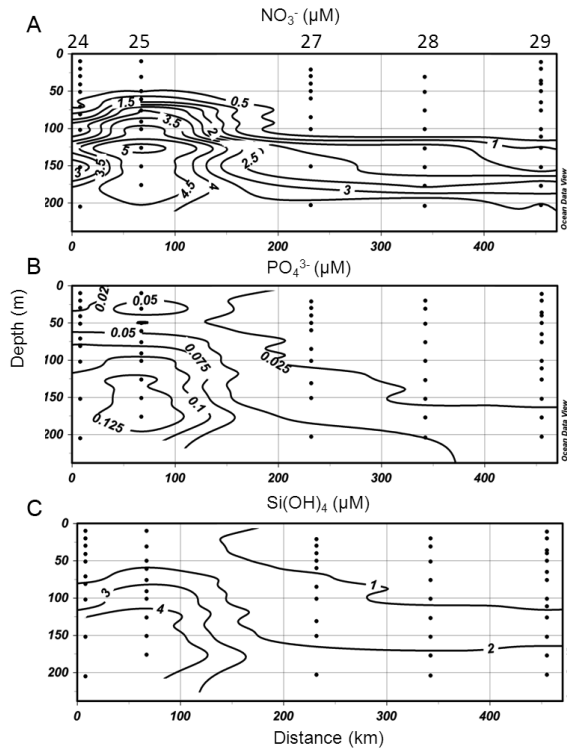 NO₃⁻ (µM)
A
24 25 27 28 29
0
50
100
150
200
0 100 200 300 400
1.5
0.5
3.5
2
1
5
3
3.5
2.5
4.5
4
3
Ocean Data View
PO₄³⁻ (µM)
B
0
50
100
150
200
0 100 200 300 400
0.02
0.05
0.05
0.075
0.025
0.1
0.125
Depth (m)
Ocean Data View
Si(OH)₄ (µM)
C
0
50
100
150
200
0 100 200 300 400
1
3
4
2
Distance (km)
Ocean Data View